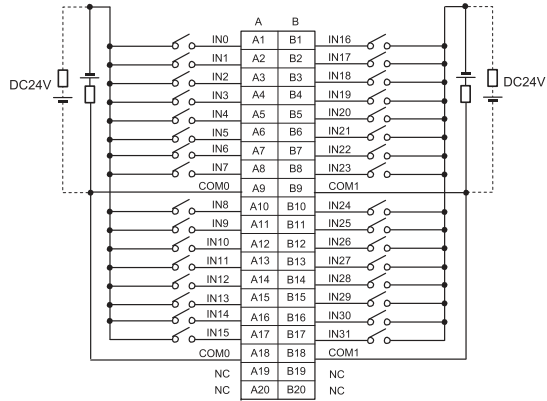 A B
IN0 A1 B1 IN16
IN1 A2 B2 IN17
IN2 A3 B3 IN18
DC24V DC24V
IN3 A4 B4 IN19
IN4 A5 B5 IN20
IN5 A6 B6 IN21
IN6 A7 B7 IN22
IN7 A8 B8 IN23
COM0 A9 B9 COM1
IN8 A10 B10 IN24
IN9 A11 B11 IN25
IN10 A12 B12 IN26
IN11 A13 B13 IN27
IN12 A14 B14 IN28
IN13 A15 B15 IN29
IN14 A16 B16 IN30
IN15 A17 B17 IN31
COM0 A18 B18 COM1
NC A19 B19 NC
NC A20 B20 NC